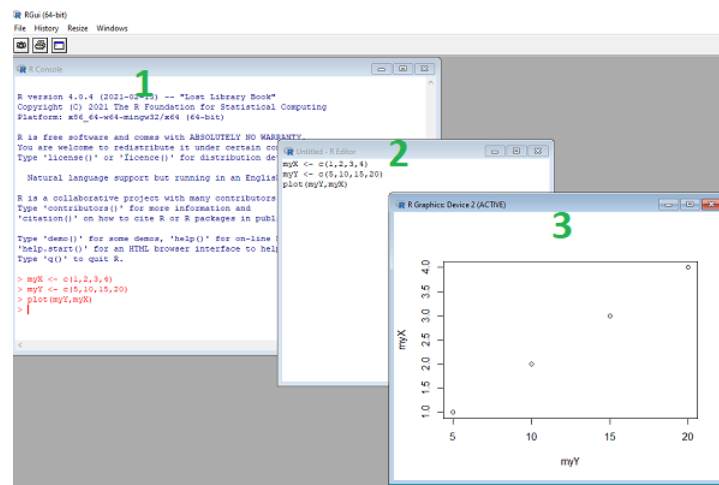 RGui (64-bit)
File History Resize Windows
R Console
1
R version 4.0.4 (2021-02-15) -- "Lost Library Book"
Copyright (C) 2021 The R Foundation for Statistical Computing
Platform: x86_64-w64-mingw32/x64 (64-bit)
R is free software and comes with ABSOLUTELY NO WARRANTY.
You are welcome to redistribute it under certain
Type 'license()' or 'licence()' for distribution
Natural language support but running in an English
R is a collaborative project with many contributors
Type 'contributors()' for more information and
'citation()' on how to cite R or R packages in
Type 'demo()' for some demos, 'help()' for on-line
'help.start()' for an HTML browser interface to
Type 'q()' to quit R.
> myX <- c(1,2,3,4)
> myY <- c(5,10,15,20)
> plot(myY,myX)
>
Untitled - R Editor
2
myX <- c(1,2,3,4)
myY <- c(5,10,15,20)
plot(myY,myX)
R Graphics: Device 2 (ACTIVE)
3
4.0
3.5
3.0
2.5
2.0
1.5
1.0
myX
5 10 15 20
myY